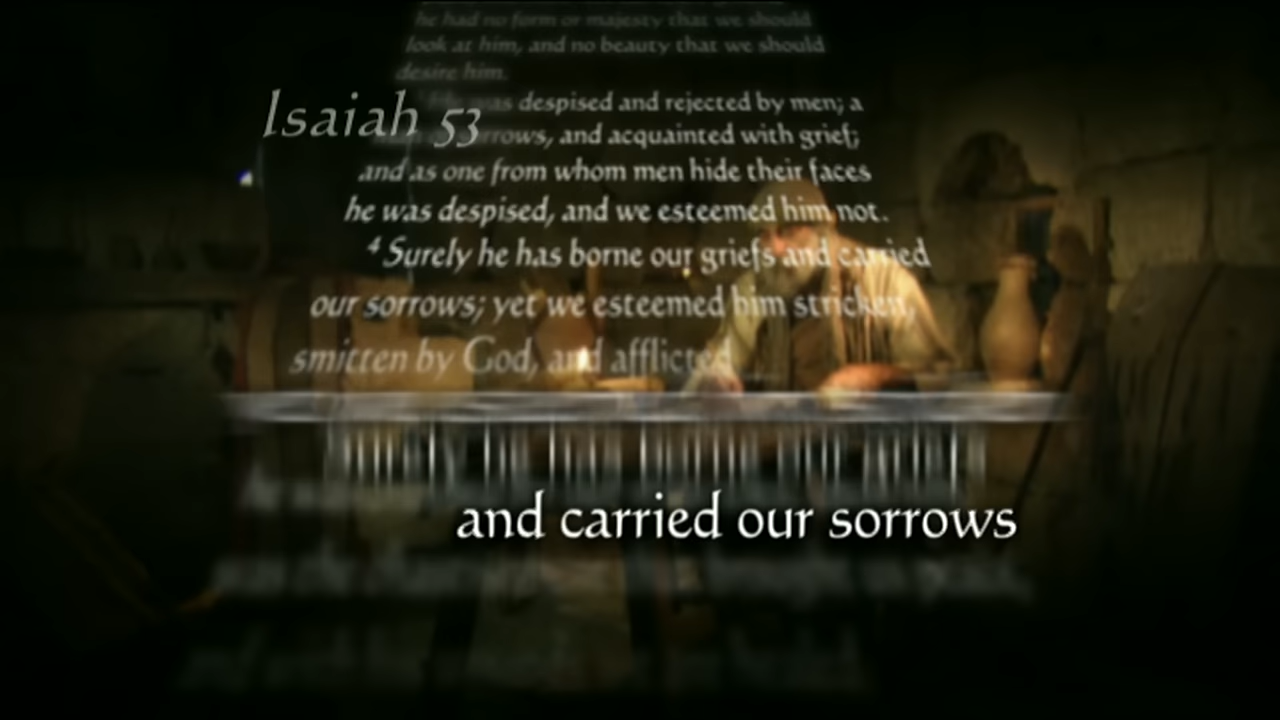 he had no form or majesty that we should
look at him, and no beauty that we should
desire him.
Isaiah 53
was despised and rejected by men; a
rrows, and acquainted with grief;
and as one from whom men hide their faces
he was despised, and we esteemed him not.
4 Surely he has borne our griefs and carried
our sorrows; yet we esteemed him stricken,
smitten by God, and afflicted
and carried our sorrows